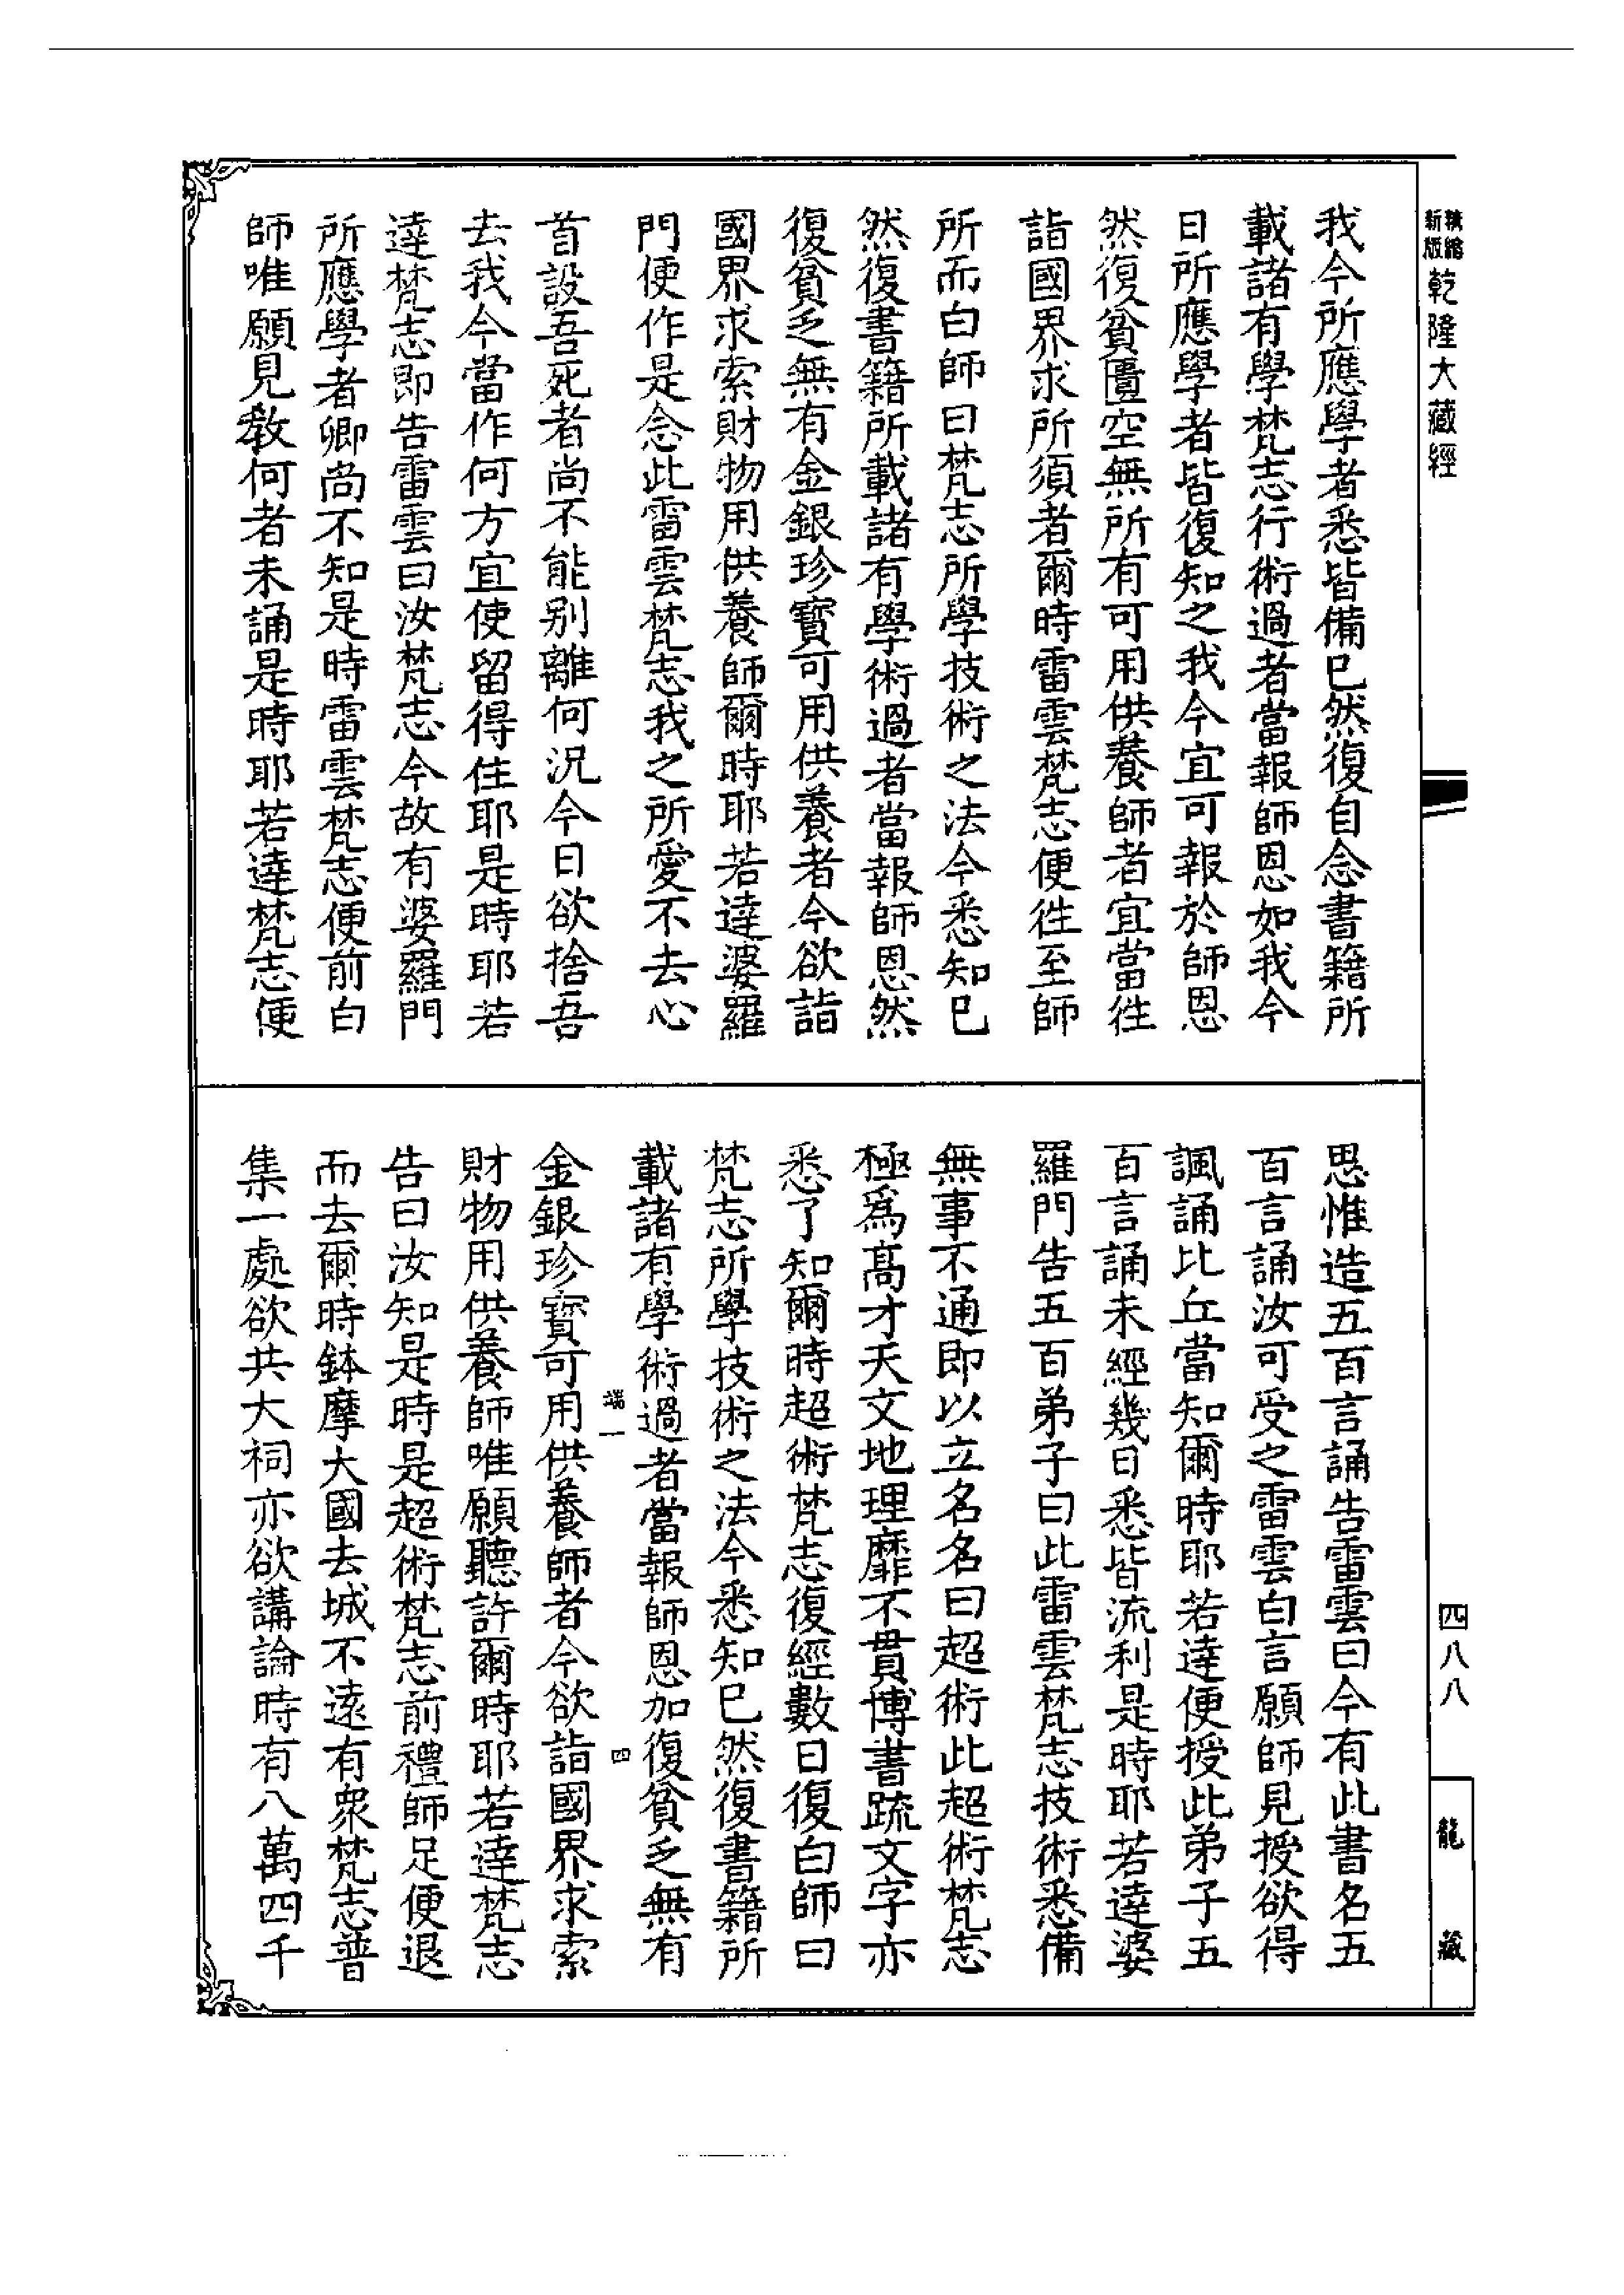 精縮新版乾隆大藏經
我今所應學者悉皆備已然復自念書籍所
載諸有學梵志行術過者當報師恩如我今
日所應學者皆復知之我今宜可報於師恩
然復貧匱空無所有可用供養師者宜當往
詣國界求所須者爾時雷雲梵志便往至師
所而白師曰梵志所學技術之法今悉知已
然復書籍所載諸有學術過者當報師恩然
復貧乏無有金銀珍寶可用供養者今欲詣
國界求索財物用供養師爾時耶若達婆羅
門便作是念此雷雲梵志我之所愛不去心
首設吾死者尚不能別離何況今日欲捨吾
去我今當作何方宜使留得住耶是時耶若
達梵志即告雷雲曰汝梵志今故有婆羅門
所應學者卿尚不知是時雷雲梵志便前白
師唯願見教何者未誦是時耶若達梵志便
思惟造五百言誦告雷雲曰今有此書名五
百言誦汝可受之雷雲白言願師見授欲得
諷誦比丘當知爾時耶若達便授此弟子五
百言誦未經幾日悉皆流利是時耶若達婆
羅門告五百弟子曰此雷雲梵志技術悉備
無事不通即以立名名曰超術此超術梵志
極為高才天文地理靡不貫博書疏文字亦
悉了知爾時超術梵志復經數日復白師曰
梵志所學技術之法今悉知已然復書籍所
載諸有學術過者當報師恩加復貧乏無有
金銀珍寶可用供養師者今欲詣國界求索
財物用供養師唯願聽許爾時耶若達梵志
告曰汝知是時是超術梵志前禮師足便退
而去爾時鉢摩大國去城不遠有眾梵志普
集一處欲共大祠亦欲講論時有八萬四千
端一
四
四八八
龍藏